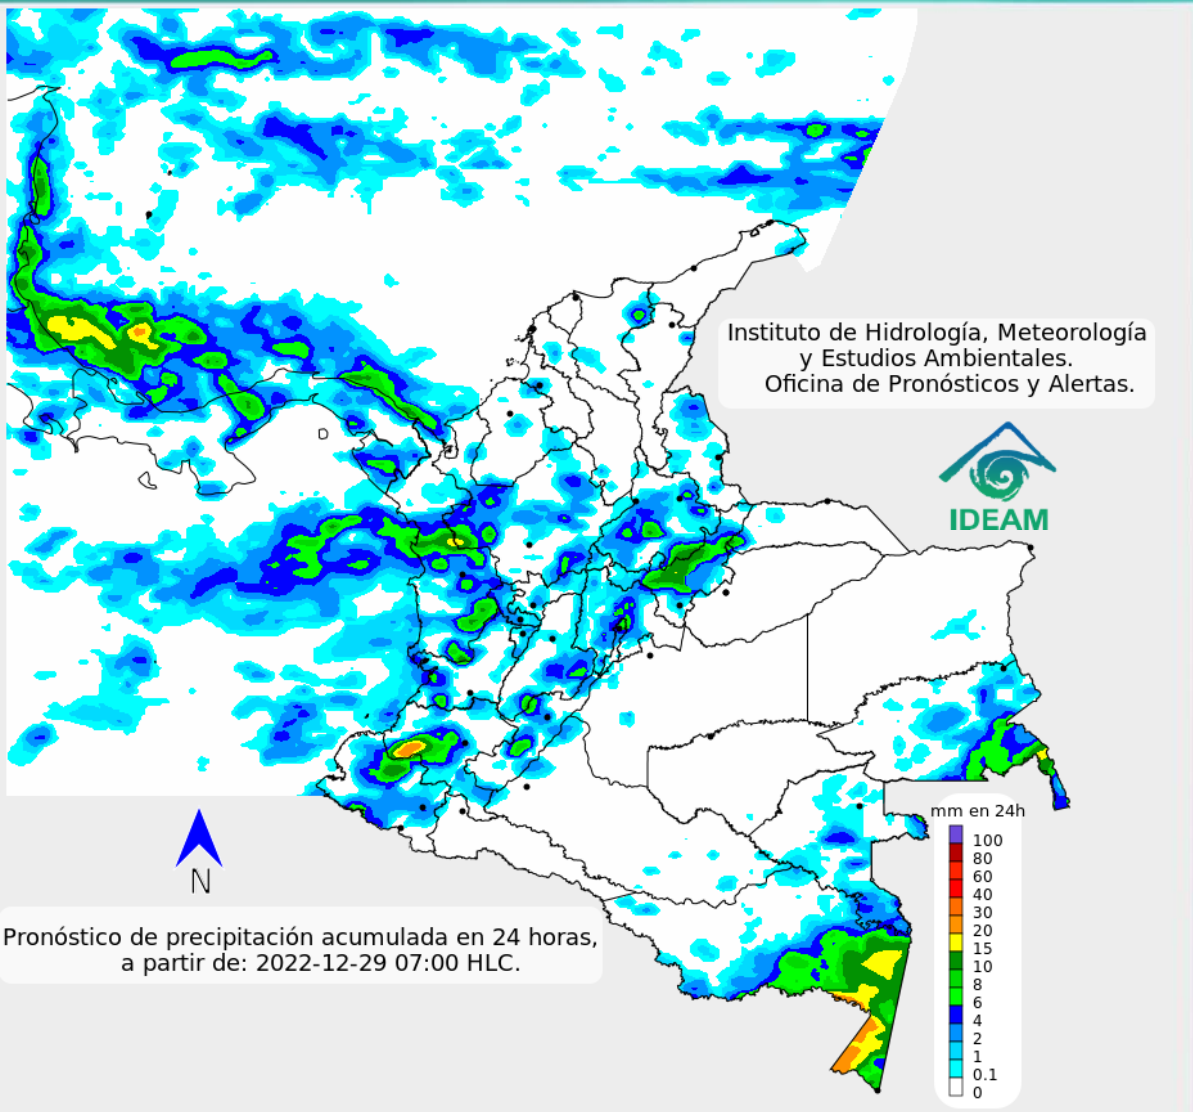 Instituto de Hidrología, Meteorología
y Estudios Ambientales.
Oficina de Pronósticos y Alertas.
IDEAM
mm en 24h
100
80
60
40
30
20
15
10
8
6
4
2
1
0.1
0
N
Pronóstico de precipitación acumulada en 24 horas,
a partir de: 2022-12-29 07:00 HLC.